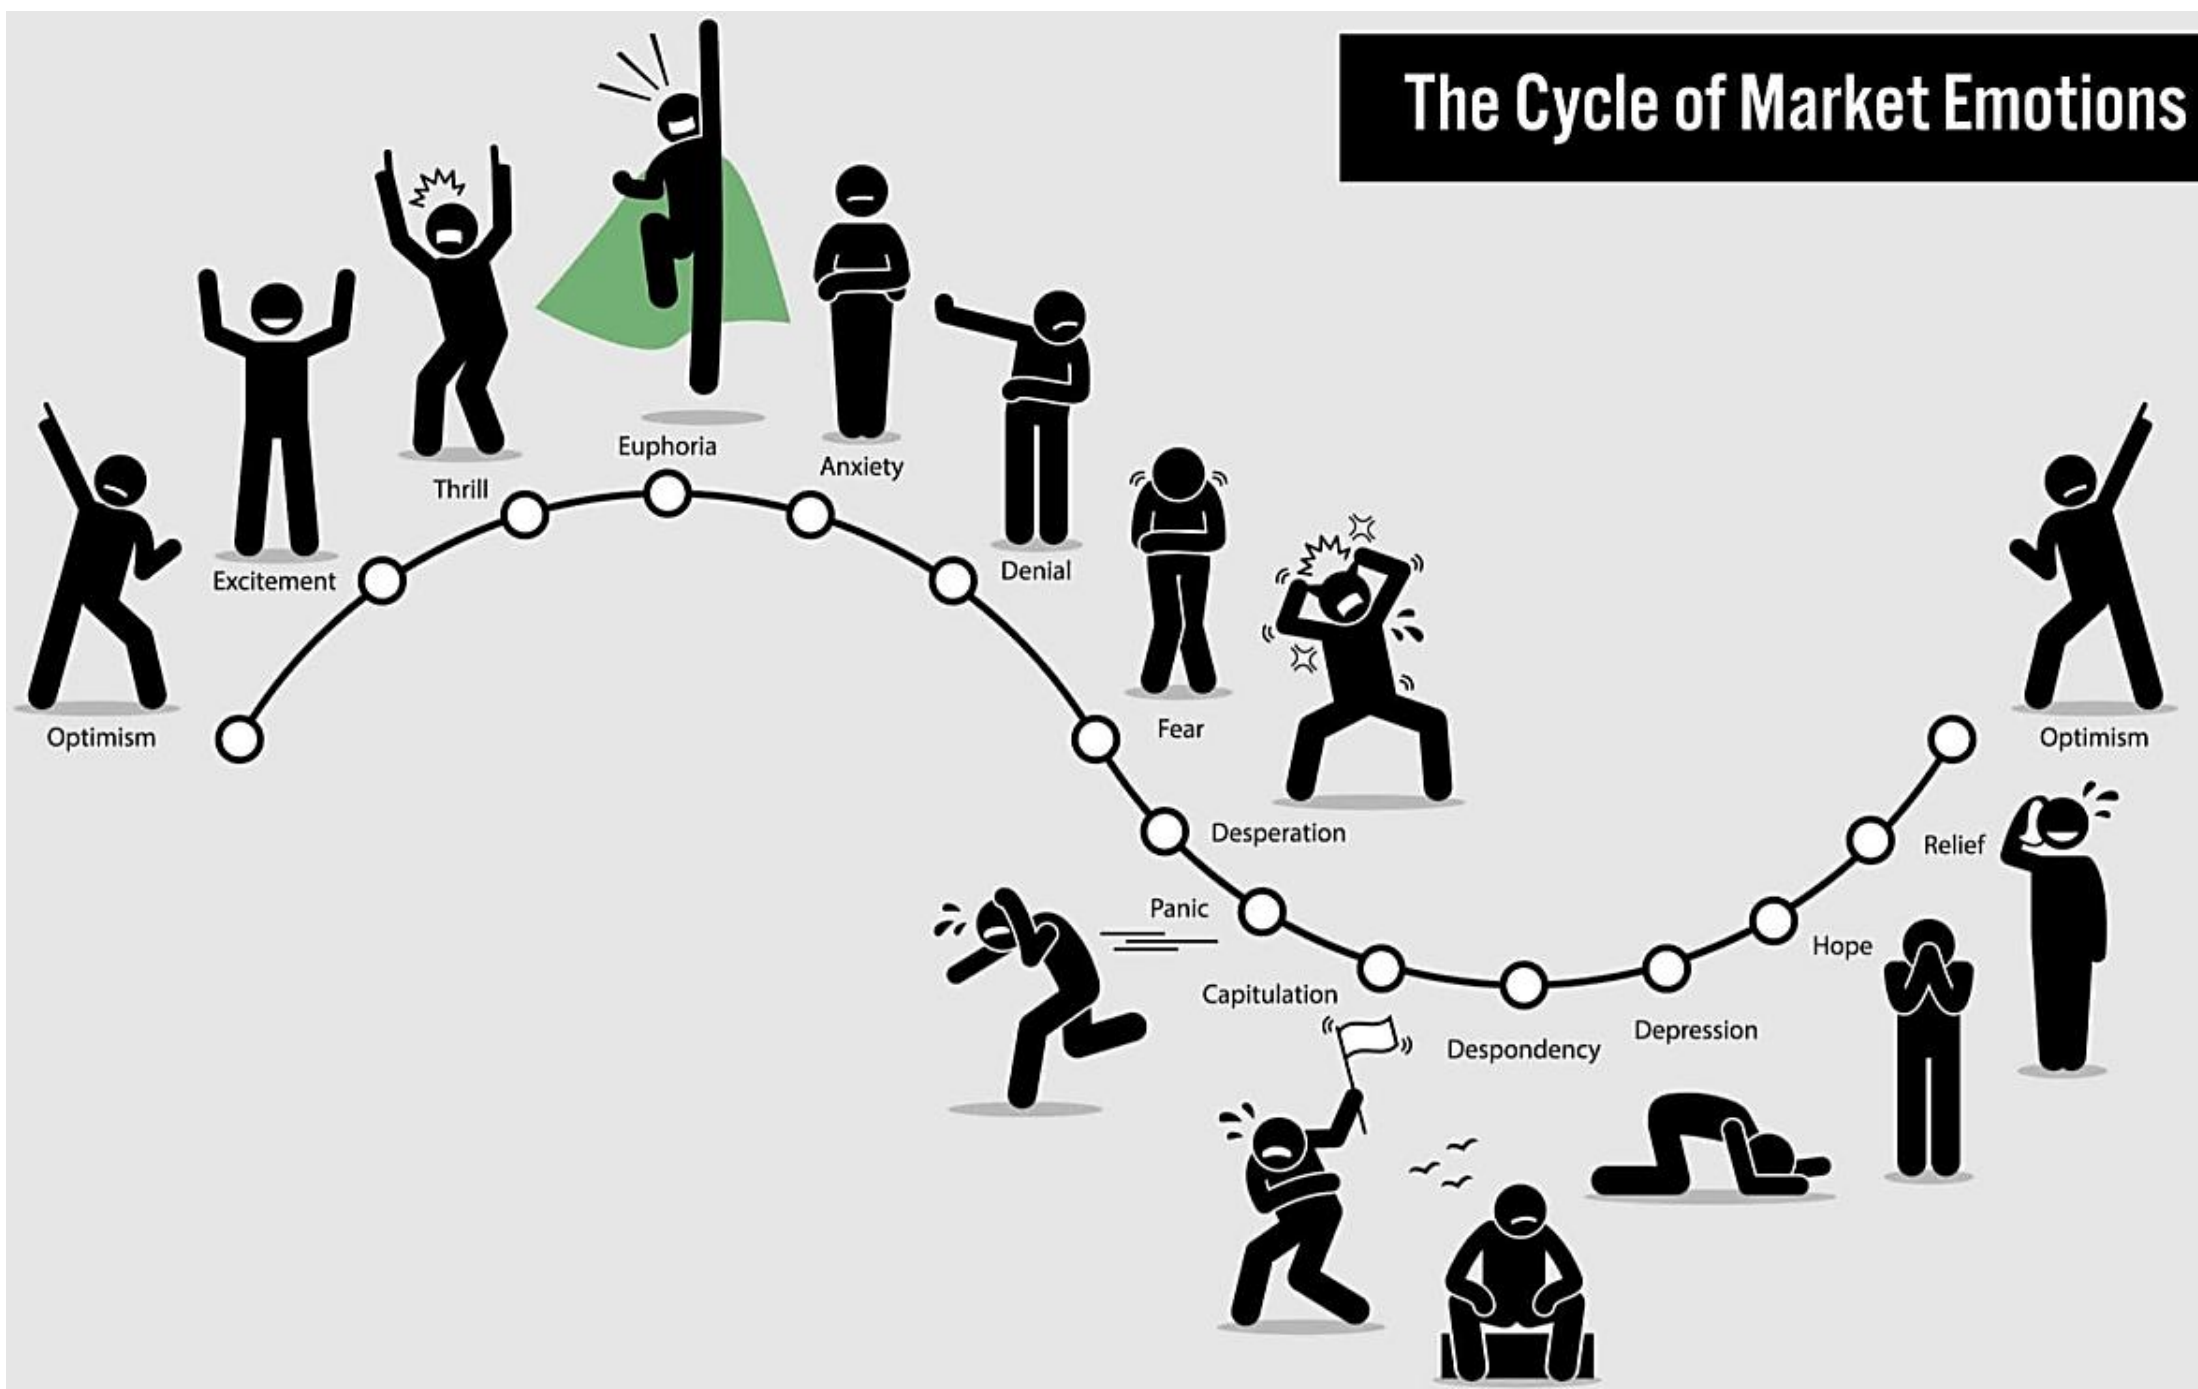 The Cycle of Market Emotions
Optimism
Excitement
Thrill
Euphoria
Anxiety
Denial
Fear
Desperation
Panic
Capitulation
Despondency
Depression
Hope
Relief
Optimism